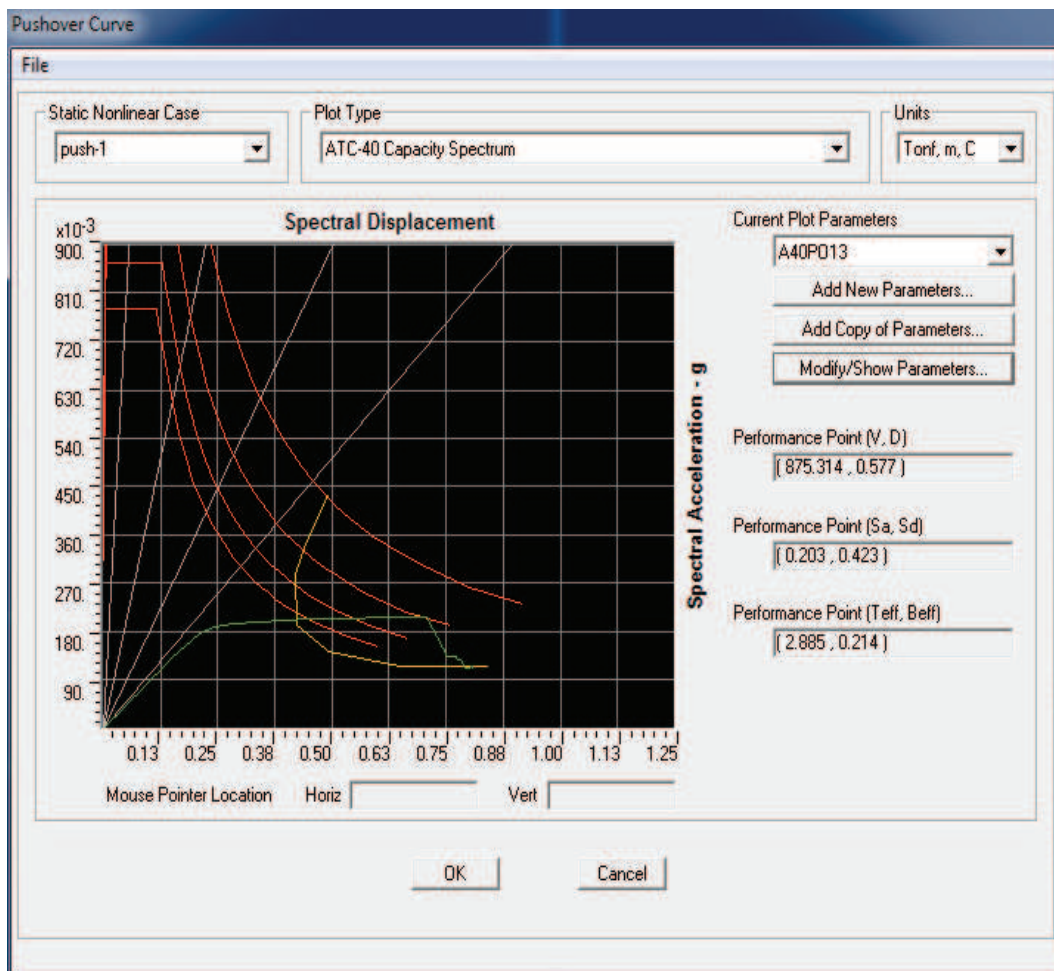 Pushover Curve
File
Static Nonlinear Case
push-1
Plot Type
ATC-40 Capacity Spectrum
Units
Tonf, m, C
Spectral Displacement
x10-3
900.
810.
720.
630.
540.
450.
360.
270.
180.
90.
0.13 0.25 0.38 0.50 0.63 0.75 0.88 1.00 1.13 1.25
Spectral Acceleration - g
Mouse Pointer Location Horiz Vert
Current Plot Parameters
A40PO13
Add New Parameters...
Add Copy of Parameters...
Modify/Show Parameters...
Performance Point (V, D)
( 875.314 , 0.577 )
Performance Point (Sa, Sd)
( 0.203 , 0.423 )
Performance Point (Teff, Beff)
( 2.885 , 0.214 )
OK Cancel